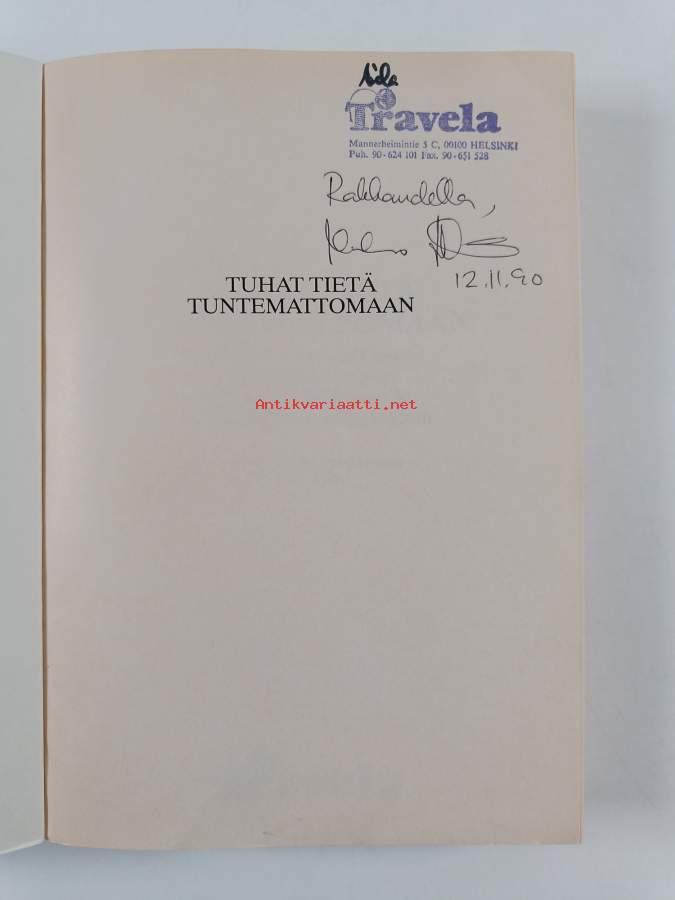 Travela
Mannerheimintie 5 C, 00100 HELSINKI
Puh. 90-624 101 Fax. 90-651 528
Rakkaudella,
12.11.90
TUHAT TIETÄ
TUNTEMATTOMAAN
Antikvariaatti.net